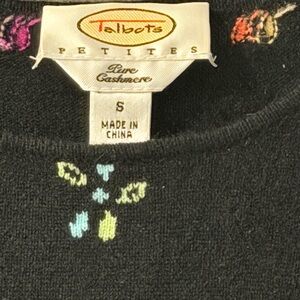 Talbots
PETITES
Pure
Cashmere
S
MADE IN
CHINA